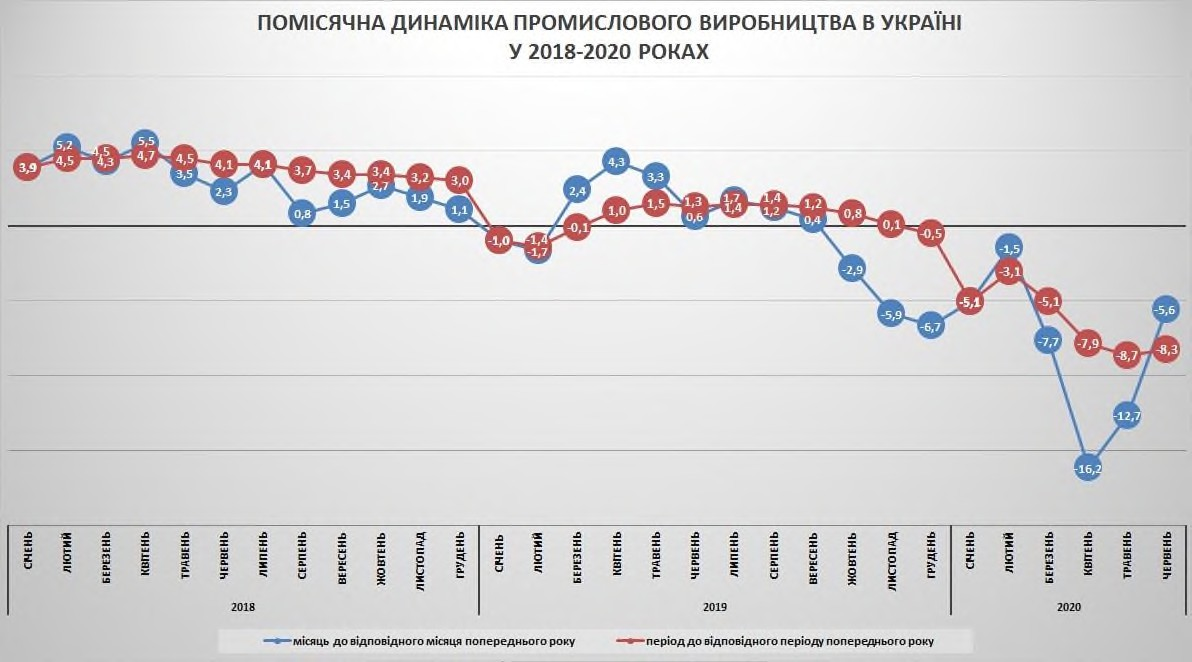 ПОМІСЯЧНА ДИНАМІКА ПРОМИСЛОВОГО ВИРОБНИЦТВА В УКРАЇНІ
У 2018-2020 РОКАХ
3,9 5,2 4,3 5,5 3,5 2,3 4,1 0,8 1,5 2,7 1,9 1,1 -1,0 -1,7 2,4 4,3 3,3 0,6 1,7 1,2 0,4 -2,9 -5,9 -6,7 -5,1 -1,5 -7,7 -16,2 -12,7 -5,6
3,9 4,5 4,5 4,7 4,5 4,1 4,1 3,7 3,4 3,4 3,2 3,0 -1,0 -1,4 -0,1 1,0 1,5 1,3 1,4 1,4 1,2 0,8 0,1 -0,5 -5,1 -3,1 -5,1 -7,9 -8,7 -8,3
СІЧЕНЬ ЛЮТИЙ БЕРЕЗЕНЬ КВІТЕНЬ ТРАВЕНЬ ЧЕРВЕНЬ ЛИПЕНЬ СЕРПЕНЬ ВЕРЕСЕНЬ ЖОВТЕНЬ ЛИСТОПАД ГРУДЕНЬ СІЧЕНЬ ЛЮТИЙ БЕРЕЗЕНЬ КВІТЕНЬ ТРАВЕНЬ ЧЕРВЕНЬ ЛИПЕНЬ СЕРПЕНЬ ВЕРЕСЕНЬ ЖОВТЕНЬ ЛИСТОПАД ГРУДЕНЬ СІЧЕНЬ ЛЮТИЙ БЕРЕЗЕНЬ КВІТЕНЬ ТРАВЕНЬ ЧЕРВЕНЬ
2018 2019 2020
місяць до відповідного місяця попереднього року період до відповідного періоду попереднього року